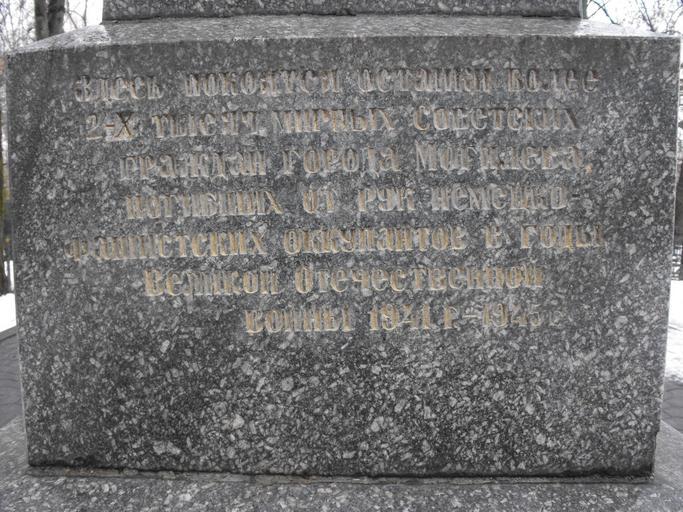 Здесь покоятся останки более
2-х тысяч мирных Советских
граждан города Могилева,
погибших от рук немецко-
фашистских оккупантов в годы
Великой Отечественной
войны 1941 г-1945 г